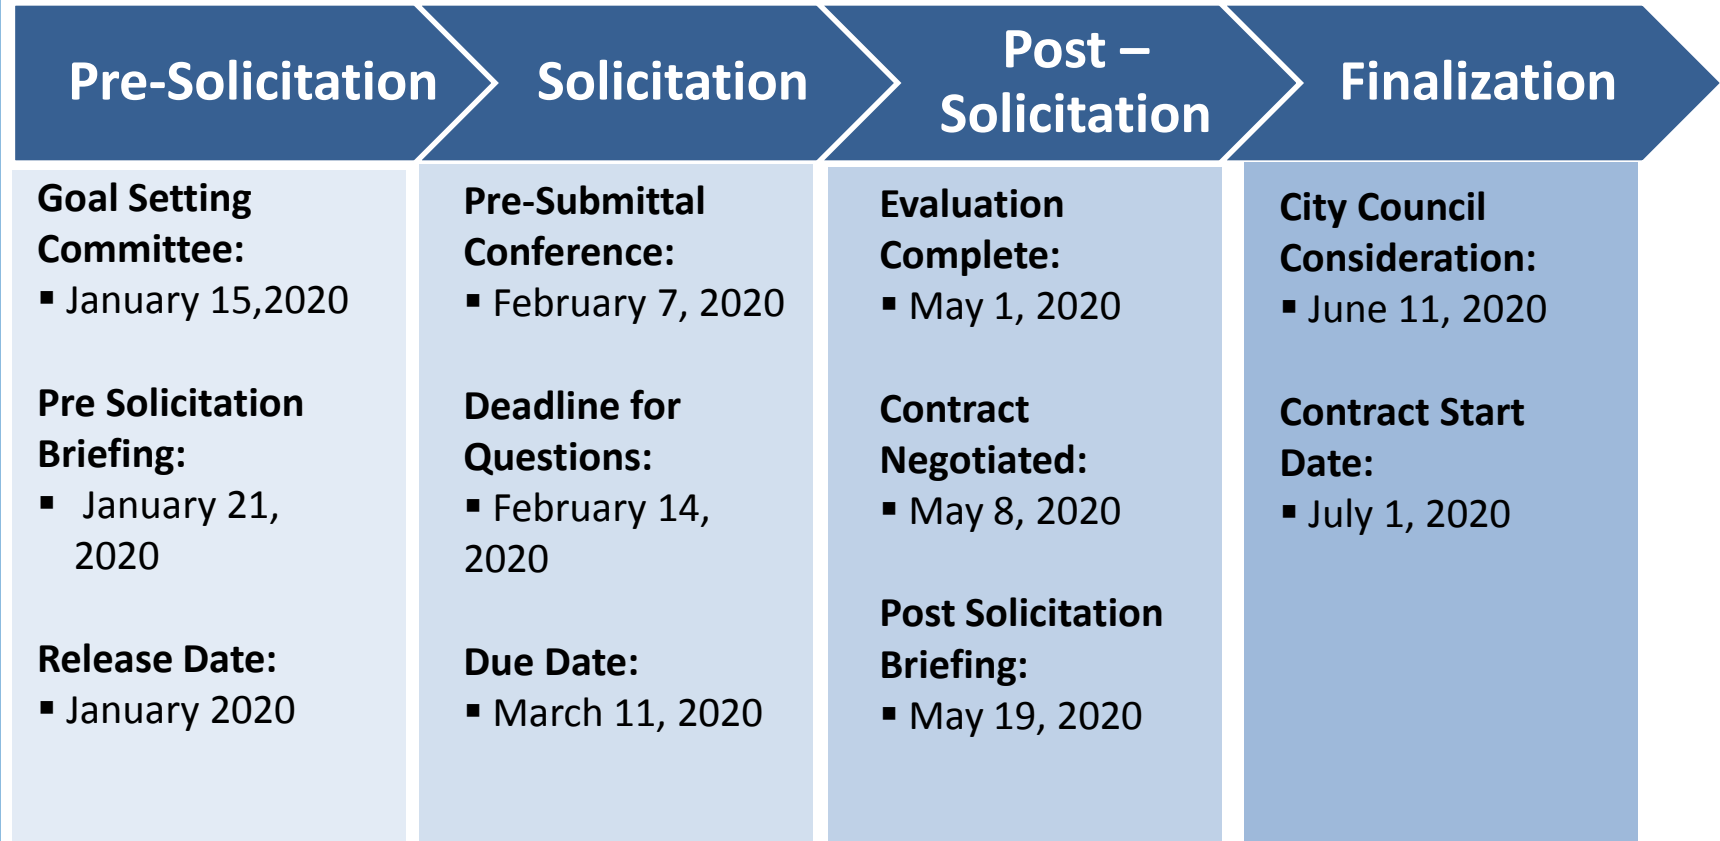 Pre-Solicitation
Solicitation
Post –
Solicitation
Finalization
Goal Setting
Committee:
▪ January 15,2020
Pre Solicitation
Briefing:
▪ January 21,
2020
Release Date:
▪ January 2020
Pre-Submittal
Conference:
▪ February 7, 2020
Deadline for
Questions:
▪ February 14,
2020
Due Date:
▪ March 11, 2020
Evaluation
Complete:
▪ May 1, 2020
Contract
Negotiated:
▪ May 8, 2020
Post Solicitation
Briefing:
▪ May 19, 2020
City Council
Consideration:
▪ June 11, 2020
Contract Start
Date:
▪ July 1, 2020